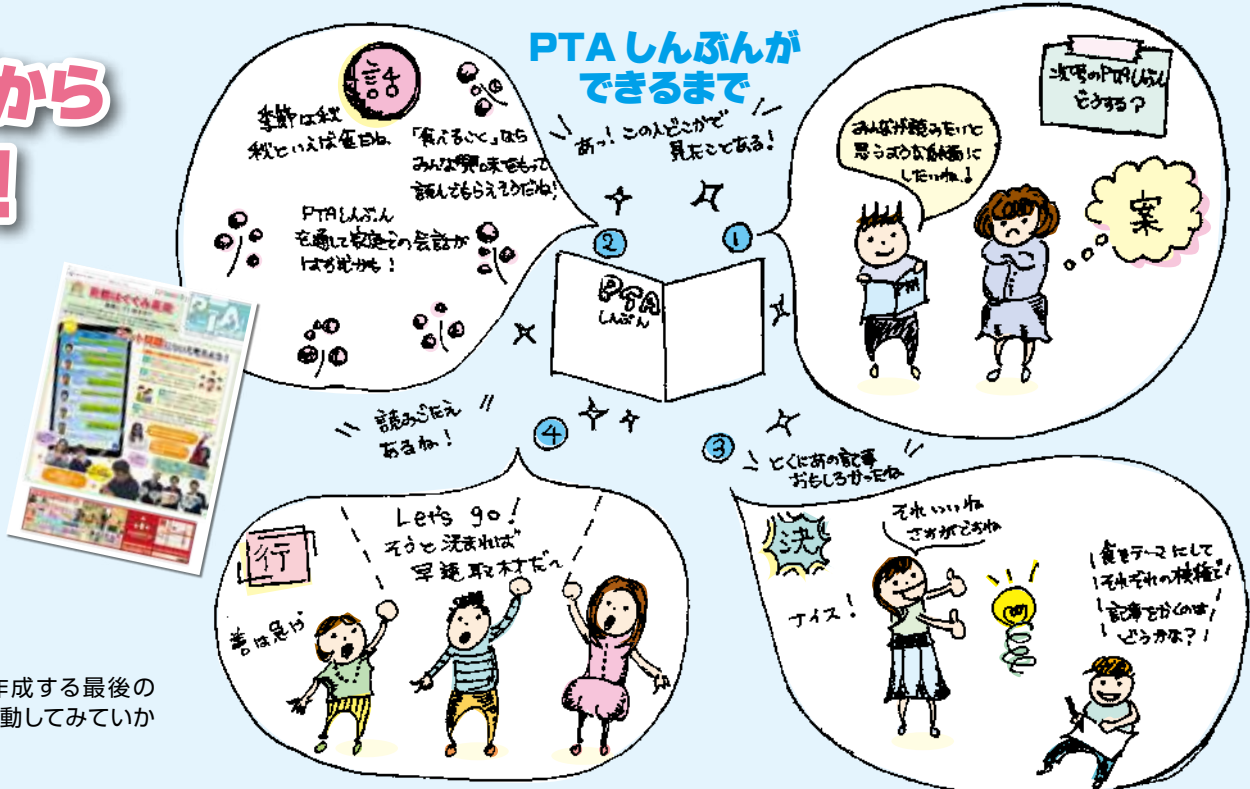 から
!
PTAしんぶんが
できるまで
あっ!この人どこかで
見たことある!
①
次号のPTAしんぶん
どうする?
みんなが読みたいと
思うような紙面に
したいね!
案
②
話
季節は秋
秋といえば食だね、
「食べること」なら
みんな興味をもって
読んでもらえそうだね!
PTAしんぶん
を通して家庭での会話が
はずむかも!
PTA
しんぶん
③
とくにあの記事
おもしろかったね
決
それいいね
さすがですね
ナイス!
食をテーマにして
それぞれの検種で
記事をかくのは
どうかな?
④
読みごたえ
あるね!
行
Let's go!
そうと決まれば
早速取材だ〜
善は急げ
PTA
作成する最後の
動してみていか